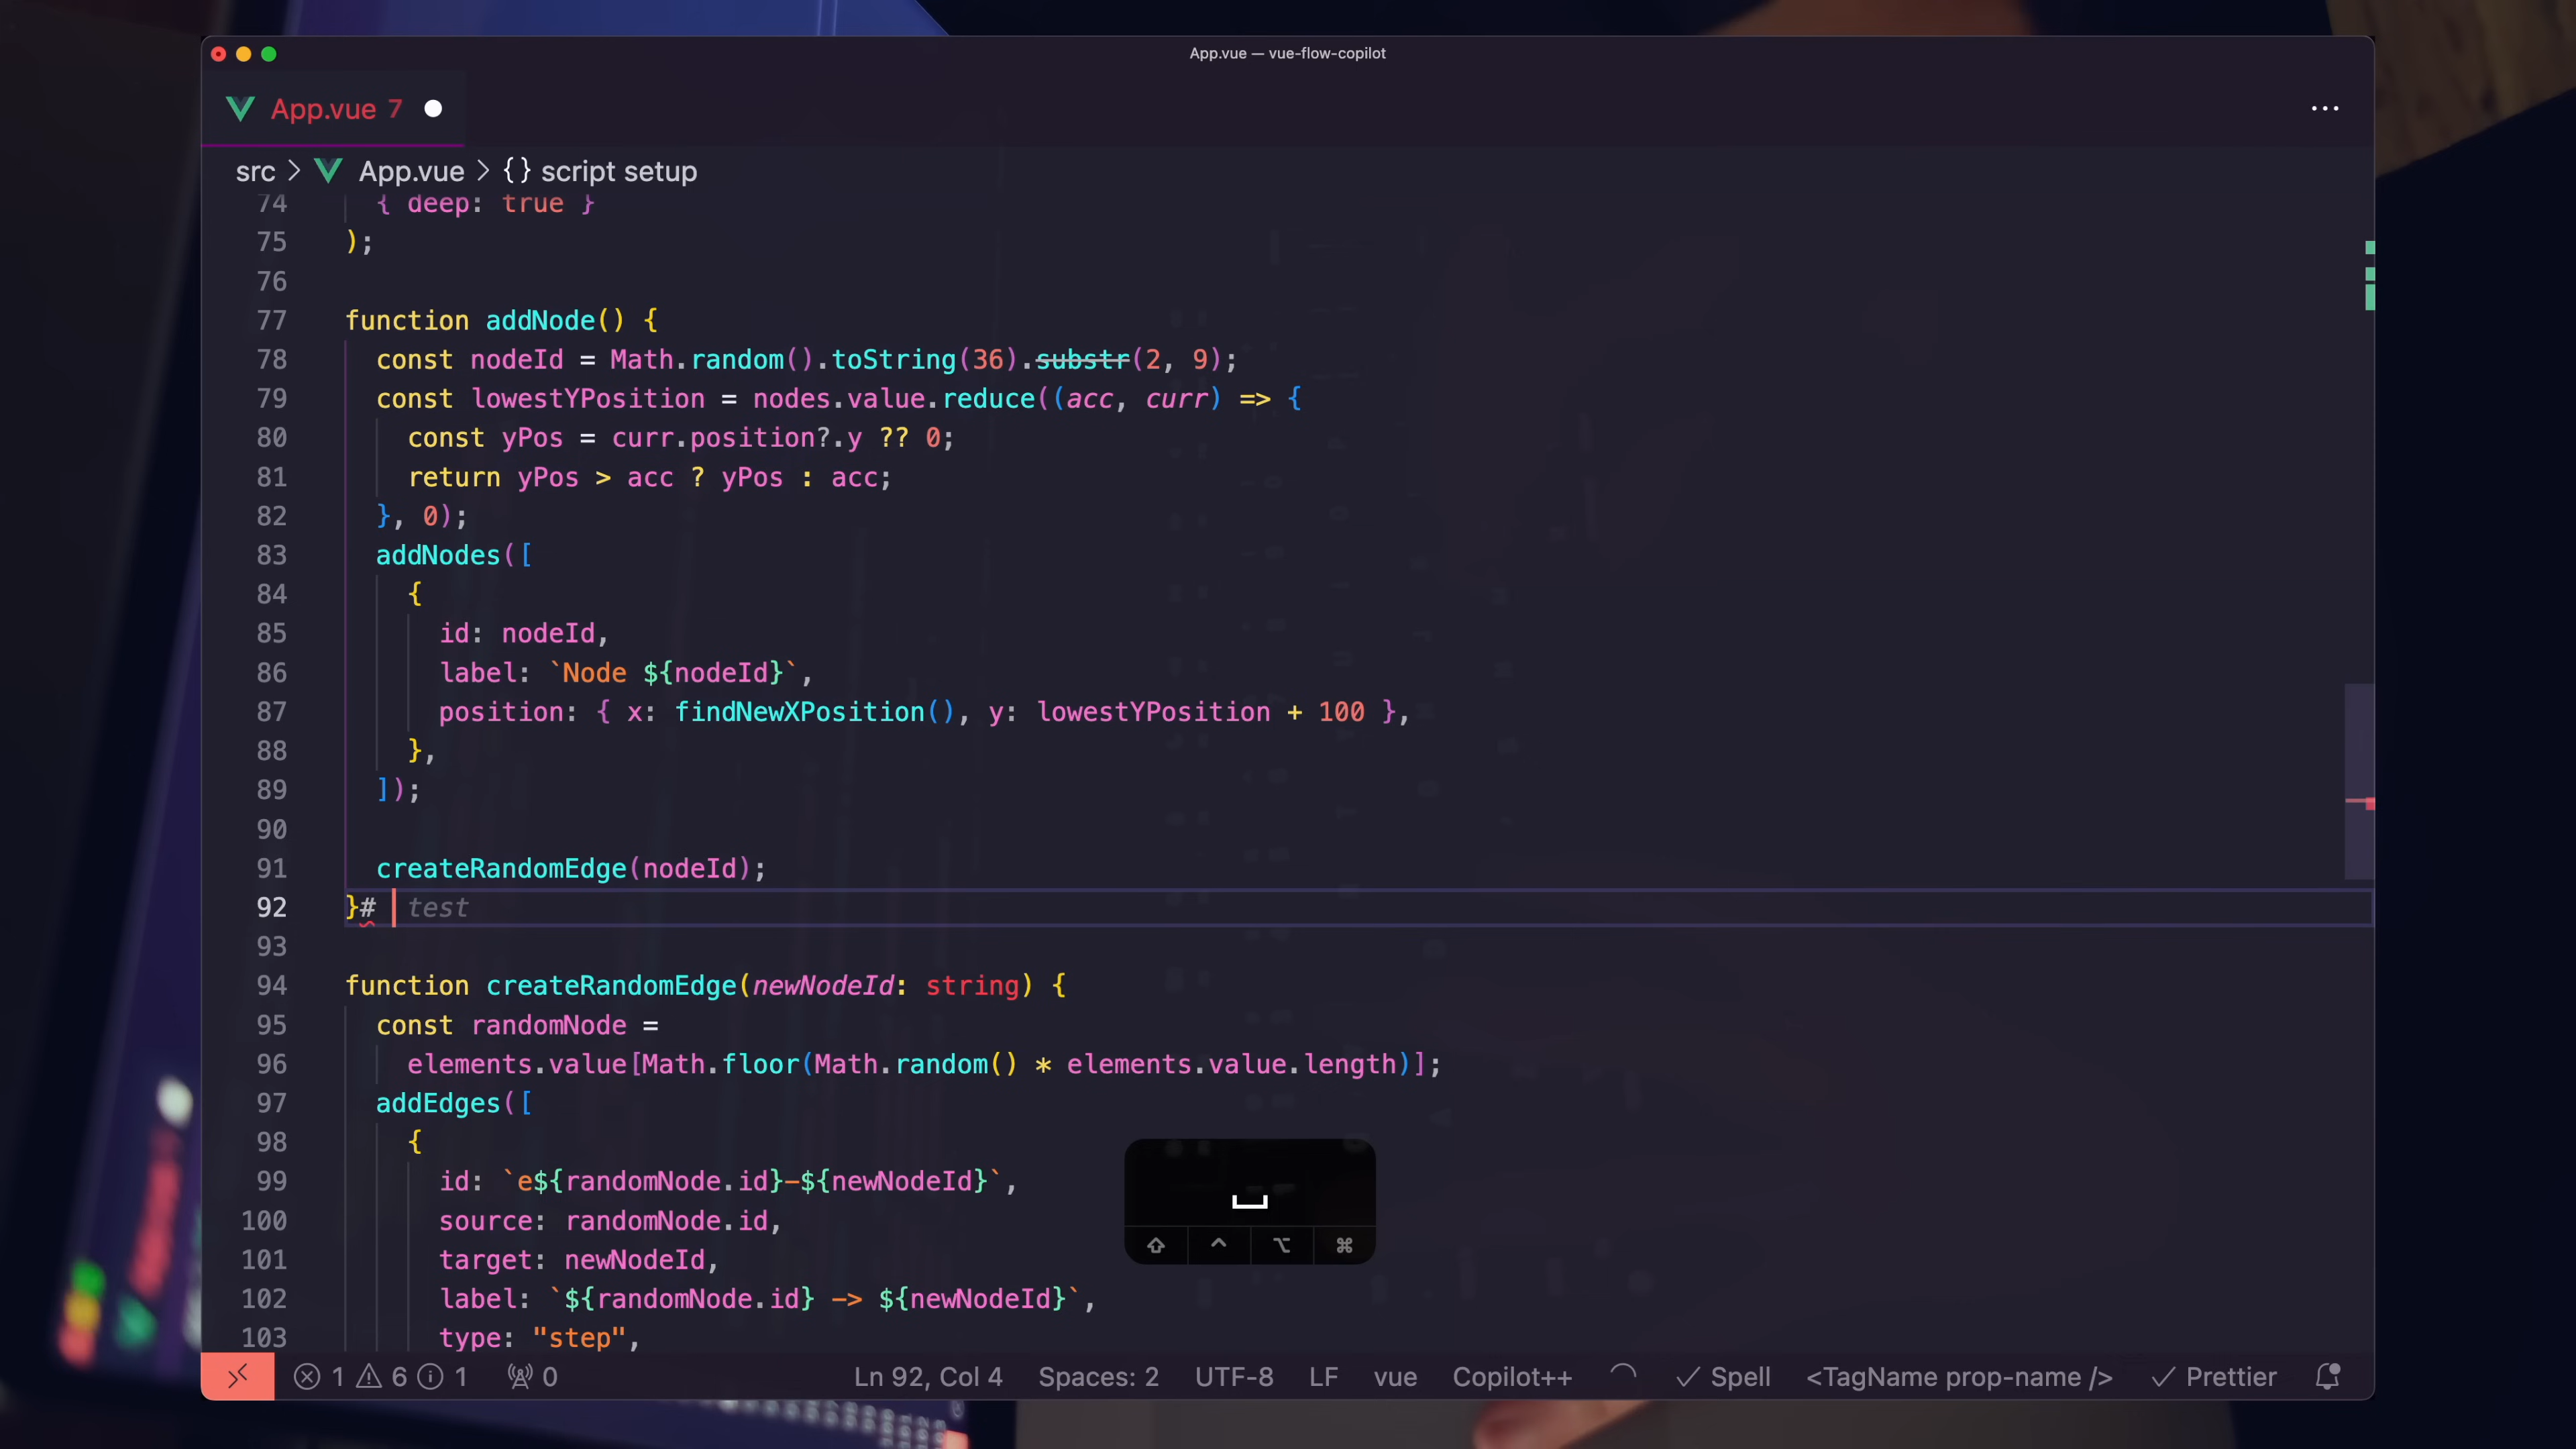 App.vue — vue-flow-copilot
App.vue 7
src > App.vue > {} script setup
74 { deep: true }
75 );
76
77 function addNode() {
78 const nodeId = Math.random().toString(36).substr(2, 9);
79 const lowestYPosition = nodes.value.reduce((acc, curr) => {
80 const yPos = curr.position?.y ?? 0;
81 return yPos > acc ? yPos : acc;
82 }, 0);
83 addNodes([
84 {
85 id: nodeId,
86 label: `Node ${nodeId}`,
87 position: { x: findNewXPosition(), y: lowestYPosition + 100 },
88 },
89 ]);
90
91 createRandomEdge(nodeId);
92 }# test
93
94 function createRandomEdge(newNodeId: string) {
95 const randomNode =
96 elements.value[Math.floor(Math.random() * elements.value.length)];
97 addEdges([
98 {
99 id: `e${randomNode.id}-${newNodeId}`,
100 source: randomNode.id,
101 target: newNodeId,
102 label: `${randomNode.id} -> ${newNodeId}`,
103 type: "step",
1 6 1 0 Ln 92, Col 4 Spaces: 2 UTF-8 LF vue Copilot++ Spell <TagName prop-name /> Prettier